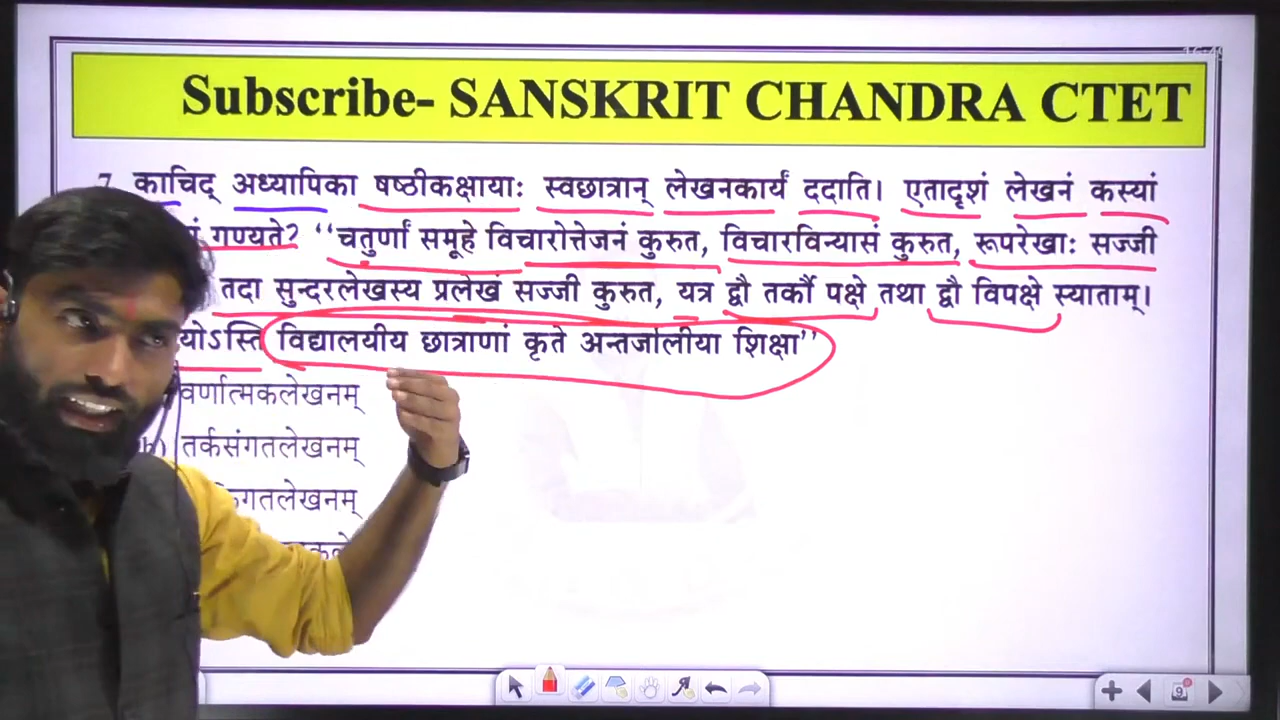 Subscribe- SANSKRIT CHANDRA CTET
7. काचिद् अध्यापिका षष्ठीकक्षायाः स्वछात्रान् लेखनकार्यं ददाति। एतादृशं लेखनं कस्यां
गण्यते? ‘‘चतुर्णां समूहे विचारोत्तेजनं कुरुत, विचारविन्यासं कुरुत, रूपरेखाः सज्जी
तदा सुन्दरलेखस्य प्रलेखं सज्जी कुरुत, यत्र द्वौ तर्कौ पक्षे तथा द्वौ विपक्षे स्याताम्।
विद्यालयीय छात्राणां कृते अन्तर्जालीया शिक्षा’’
वर्णात्मकलेखनम्
(b) तर्कसंगतलेखनम्
गतलेखनम्
9